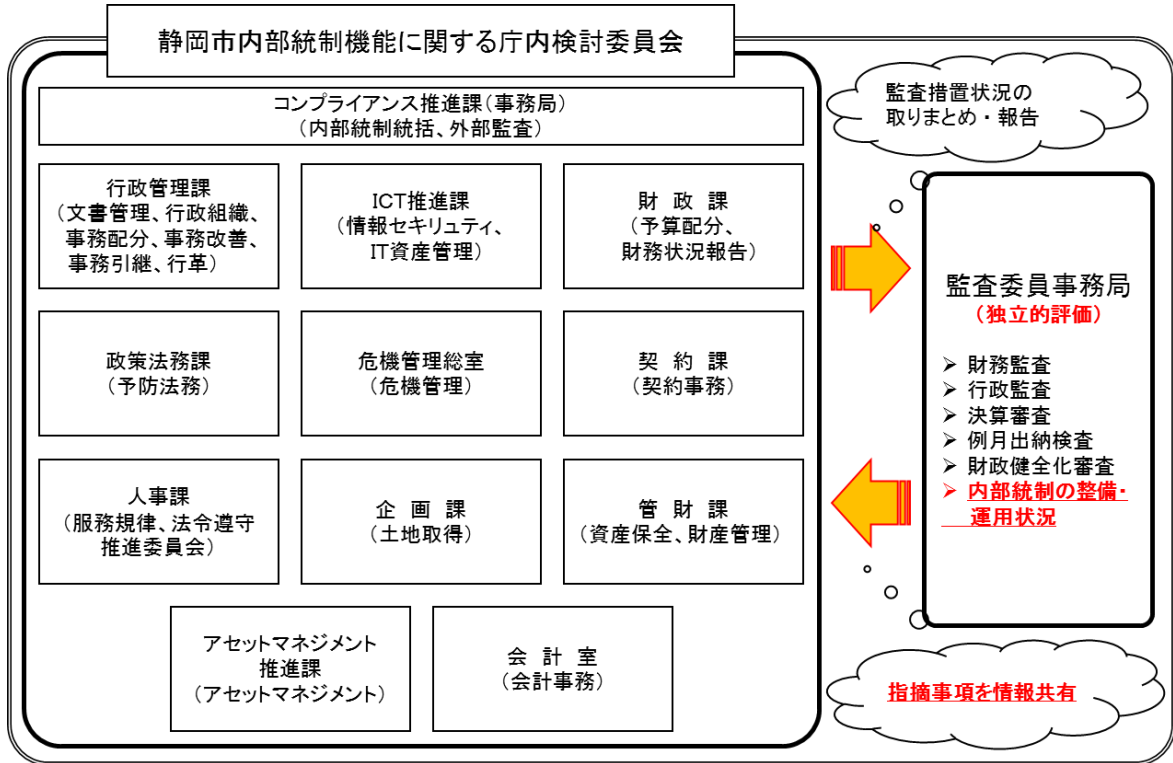 静岡市内部統制機能に関する庁内検討委員会
コンプライアンス推進課（事務局）
（内部統制統括、外部監査）
行政管理課
（文書管理、行政組織、
事務配分、事務改善、
事務引継、行革）
ICT推進課
（情報セキリュティ、
IT資産管理）
財　政　課
（予算配分、
財務状況報告）
政策法務課
（予防法務）
危機管理総室
（危機管理）
契　約　課
（契約事務）
人事課
（服務規律、法令遵守
推進委員会）
企　画　課
（土地取得）
管　財　課
（資産保全、財産管理）
アセットマネジメント
推進課
（アセットマネジメント）
会　計　室
（会計事務）
監査措置状況の
取りまとめ・報告
監査委員事務局
（独立的評価）
➢ 財務監査
➢ 行政監査
➢ 決算審査
➢ 例月出納検査
➢ 財政健全化審査
➢ 内部統制の整備・
運用状況
指摘事項を情報共有